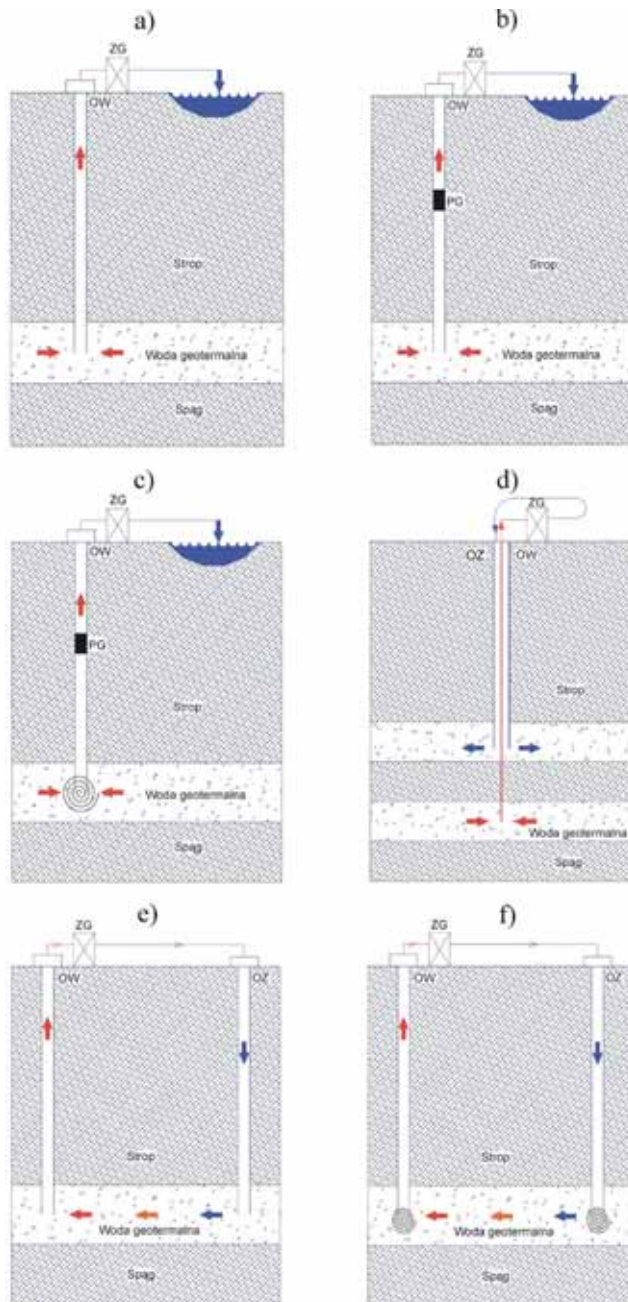 a)
ZG
OW
Strop
Woda geotermalna
Spąg
b)
ZG
OW
PG
Strop
Woda geotermalna
Spąg
c)
ZG
OW
PG
Strop
Woda geotermalna
Spąg
d)
ZG
OZ OW
Strop
Woda geotermalna
Spąg
e)
ZG
OW OZ
Strop
Woda geotermalna
Spąg
f)
ZG
OW OZ
Strop
Woda geotermalna
Spąg